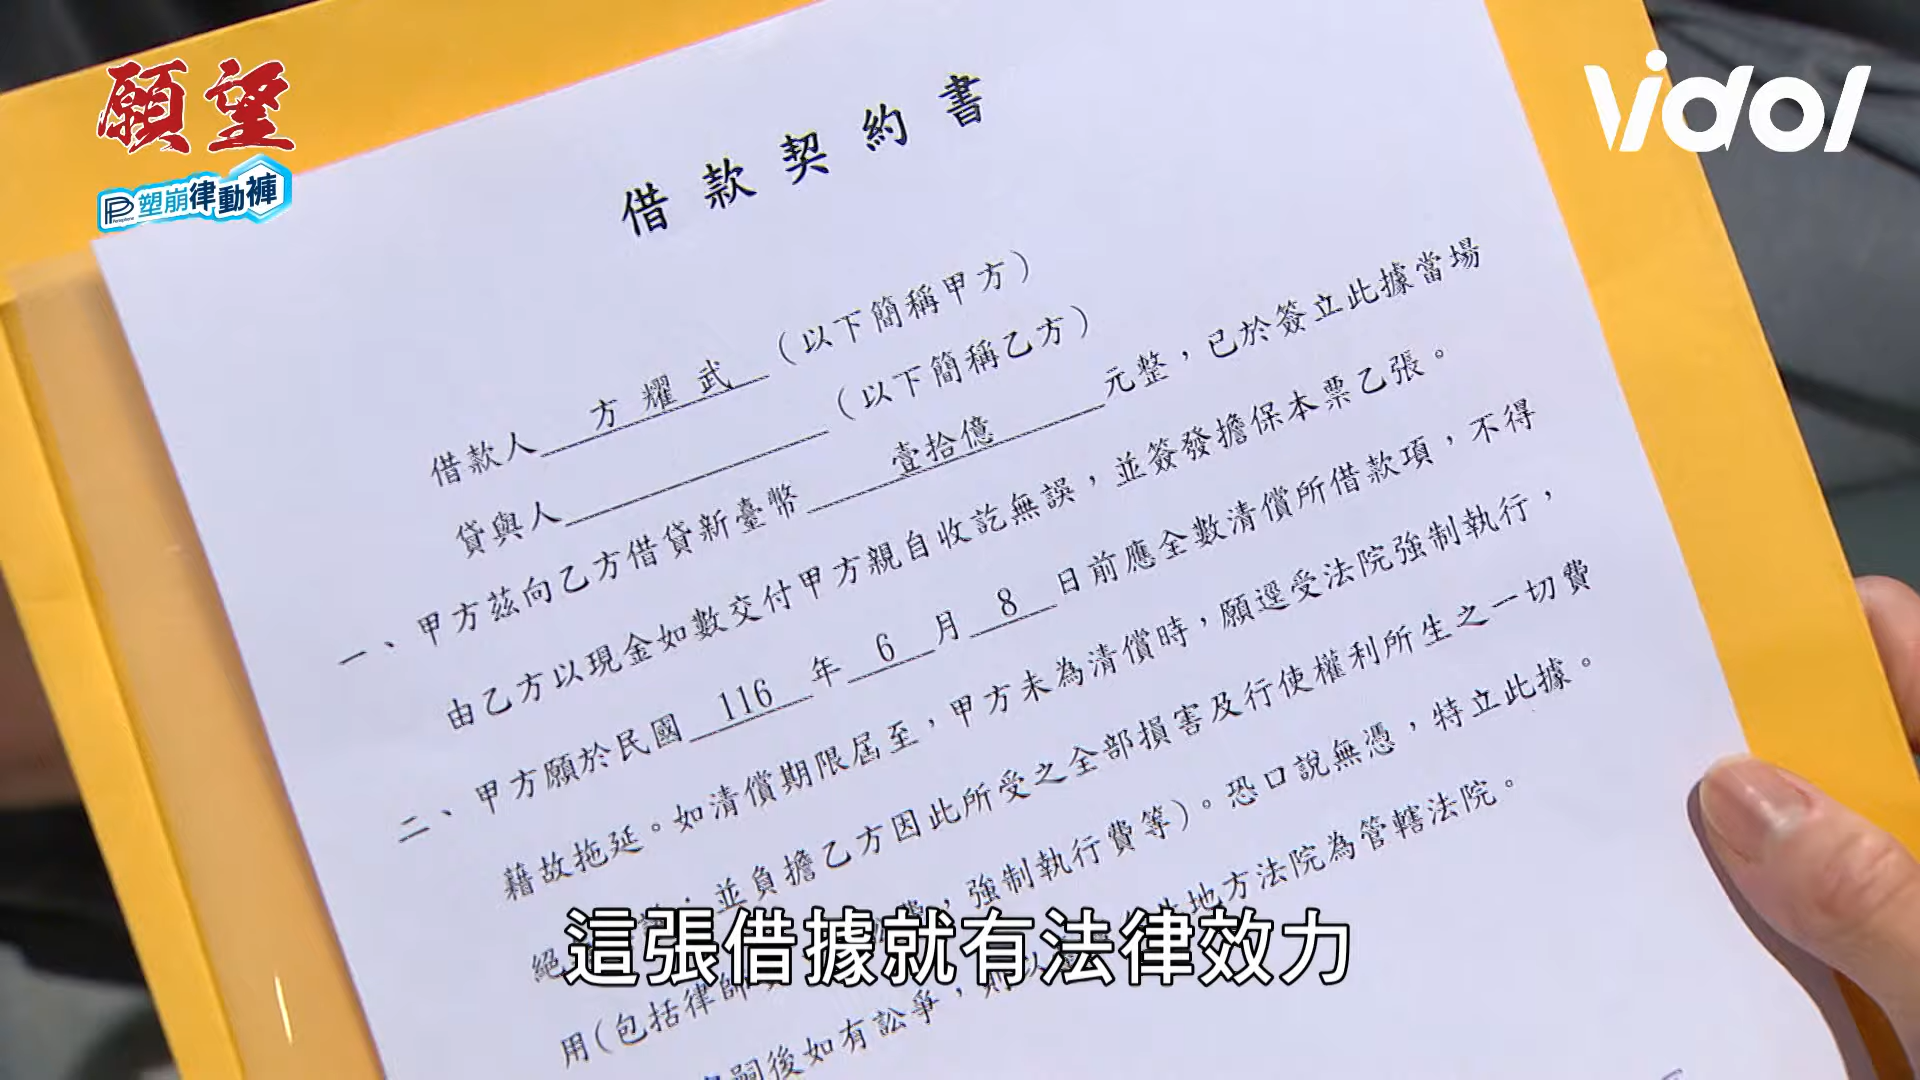 願望
塑崩律動褲
Vidol
借款契約書
借款人 方耀武 （以下簡稱甲方）
貸與人 （以下簡稱乙方）
一、甲方茲向乙方借貸新臺幣 壹拾億 元整，已於簽立此據當場
由乙方以現金如數交付甲方親自收訖無誤，並簽發擔保本票乙張。
二、甲方願於民國 116 年 6 月 8 日前應全數清償所借款項，不得
藉故拖延。如清償期限屆至，甲方未為清償時，願逕受法院強制執行，
絕 並負擔乙方因此所受之全部損害及行使權利所生之一切費
用(包括律師 費，強制執行費等)。恐口說無憑，特立此據。
嗣後如有訟爭，則以 地方法院為管轄法院。
這張借據就有法律效力